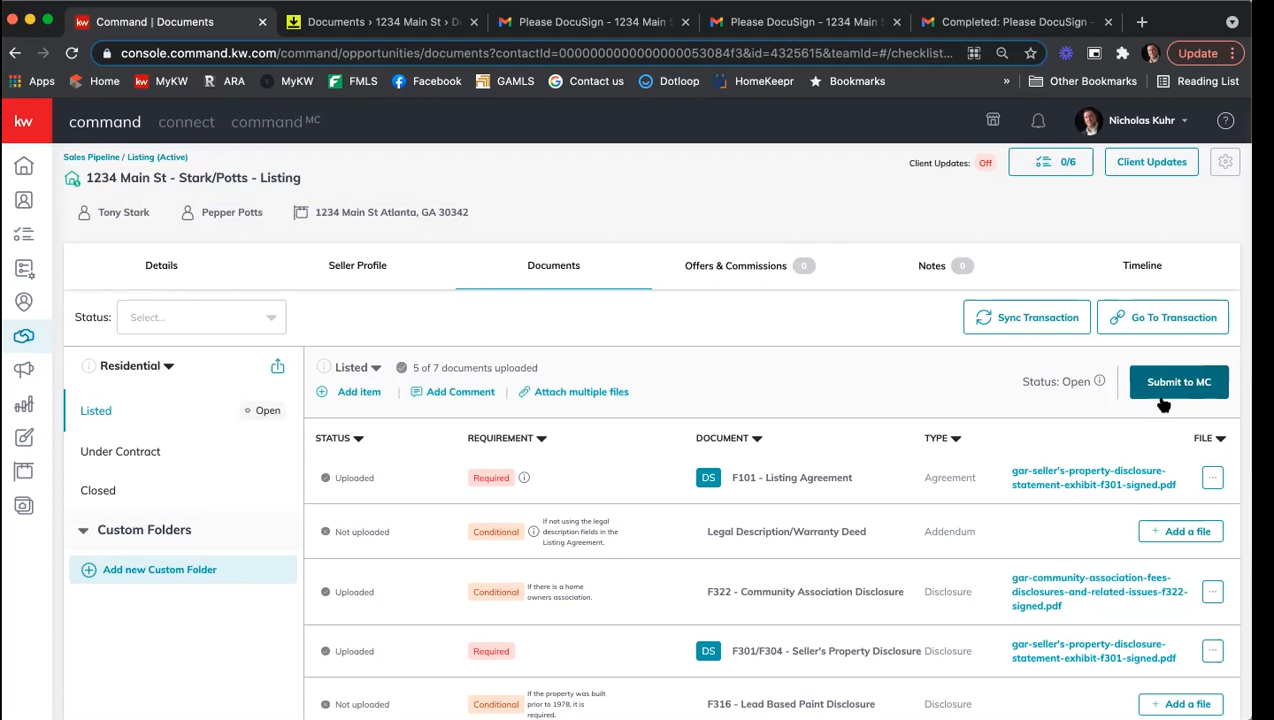 Command | Documents
Documents › 1234 Main St › D
Please DocuSign - 1234 Main S
Please DocuSign - 1234 Main
Completed: Please DocuSign -
console.command.kw.com/command/opportunities/documents?contactId=00000000000000000053084f3&id=4325615&teamId=#/checklist...
Update
Apps
Home
MyKW
ARA
MyKW
FMLS
Facebook
GAMLS
Contact us
Dotloop
HomeKeepr
Bookmarks
»
Other Bookmarks
Reading List
kw
command
connect
command MC
Nicholas Kuhr
Sales Pipeline / Listing (Active)
1234 Main St - Stark/Potts - Listing
Client Updates: Off
0/6
Client Updates
Tony Stark
Pepper Potts
1234 Main St Atlanta, GA 30342
Details
Seller Profile
Documents
Offers & Commissions 0
Notes 0
Timeline
Status:
Select...
Sync Transaction
Go To Transaction
Residential
Listed
Open
Under Contract
Closed
Custom Folders
Add new Custom Folder
Listed
5 of 7 documents uploaded
Add item
Add Comment
Attach multiple files
Status: Open
Submit to MC
STATUS
REQUIREMENT
DOCUMENT
TYPE
FILE
Uploaded
Required
DS
F101 - Listing Agreement
Agreement
gar-seller's-property-disclosure-
statement-exhibit-f301-signed.pdf
Not uploaded
Conditional
If not using the legal
description fields in the
Listing Agreement.
Legal Description/Warranty Deed
Addendum
+ Add a file
Uploaded
Conditional
If there is a home
owners association.
F322 - Community Association Disclosure
Disclosure
gar-community-association-fees-
disclosures-and-related-issues-f322-
signed.pdf
Uploaded
Required
DS
F301/F304 - Seller's Property Disclosure
Disclosure
gar-seller's-property-disclosure-
statement-exhibit-f301-signed.pdf
Not uploaded
Conditional
If the property was built
prior to 1978, it is
required.
F316 - Lead Based Paint Disclosure
Disclosure
+ Add a file